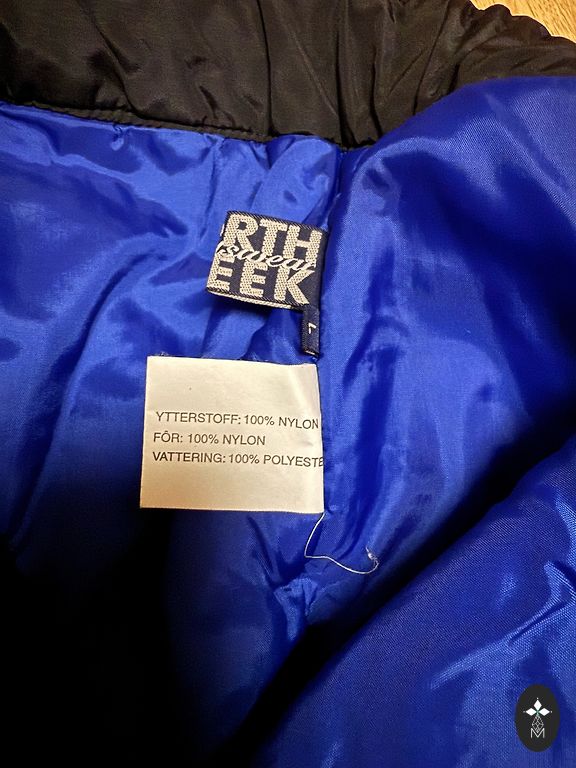 RTH
EEK
L
YTTERSTOFF: 100% NYLON
FÔR: 100% NYLON
VATTERING: 100% POLYESTE